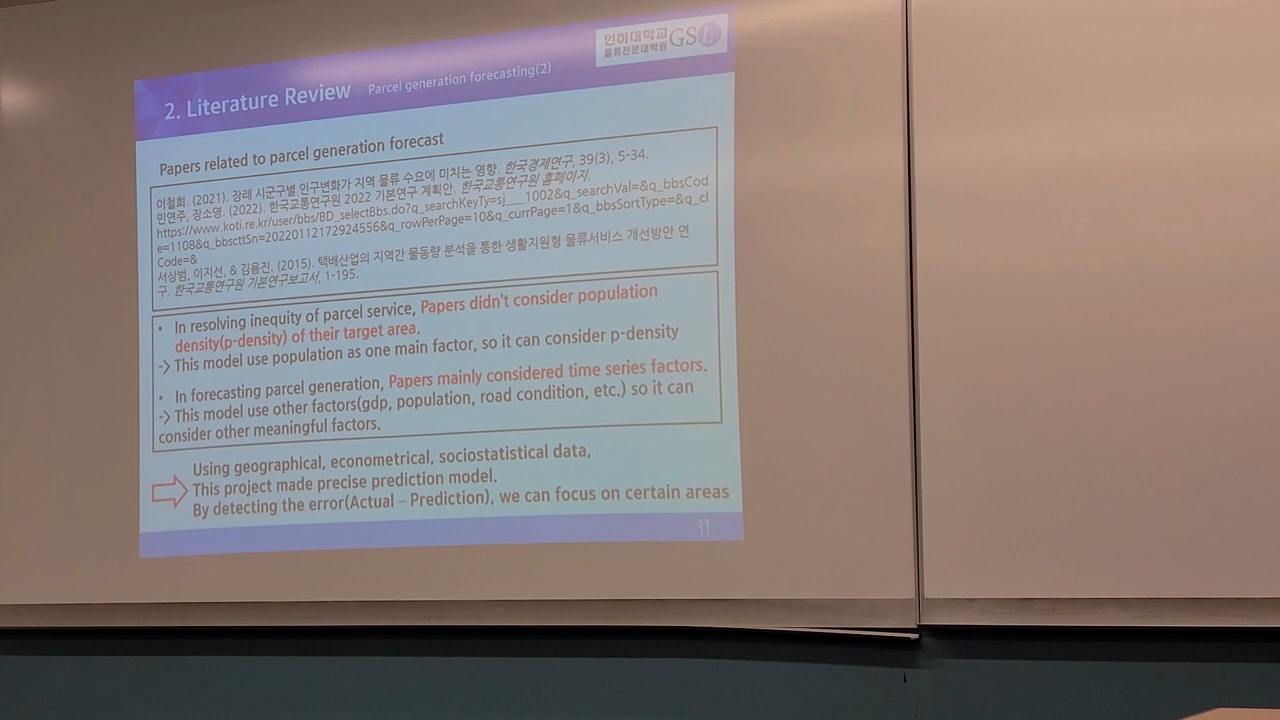 인하대학교
물류전문대학원 GSL
2. Literature Review – Parcel generation forecasting(2)
Papers related to parcel generation forecast
이철희. (2021). 장래 시군구별 인구변화가 지역 물류 수요에 미치는 영향. 한국경제연구, 39(3), 5-34.
민연주, 장소영. (2022). 한국교통연구원 2022 기본연구 계획안. 한국교통연구원 홈페이지.
https://www.koti.re.kr/user/bbs/BD_selectBbs.do?q_searchKeyTy=sj___1002&q_searchVal=&q_bbsCod
e=1108&q_bbscttSn=20220112172924556&q_rowPerPage=10&q_currPage=1&q_bbsSortType=&q_cl
Code=&
서상범, 이지선, & 김용진. (2015). 택배산업의 지역간 물동량 분석을 통한 생활지원형 물류서비스 개선방안 연
구. 한국교통연구원 기본연구보고서, 1-195.
• In resolving inequity of parcel service, Papers didn't consider population
density(p-density) of their target area.
-> This model use population as one main factor, so it can consider p-density
• In forecasting parcel generation, Papers mainly considered time series factors.
-> This model use other factors(gdp, population, road condition, etc.) so it can
consider other meaningful factors.
Using geographical, econometrical, sociostatistical data,
This project made precise prediction model.
By detecting the error(Actual – Prediction), we can focus on certain areas
11